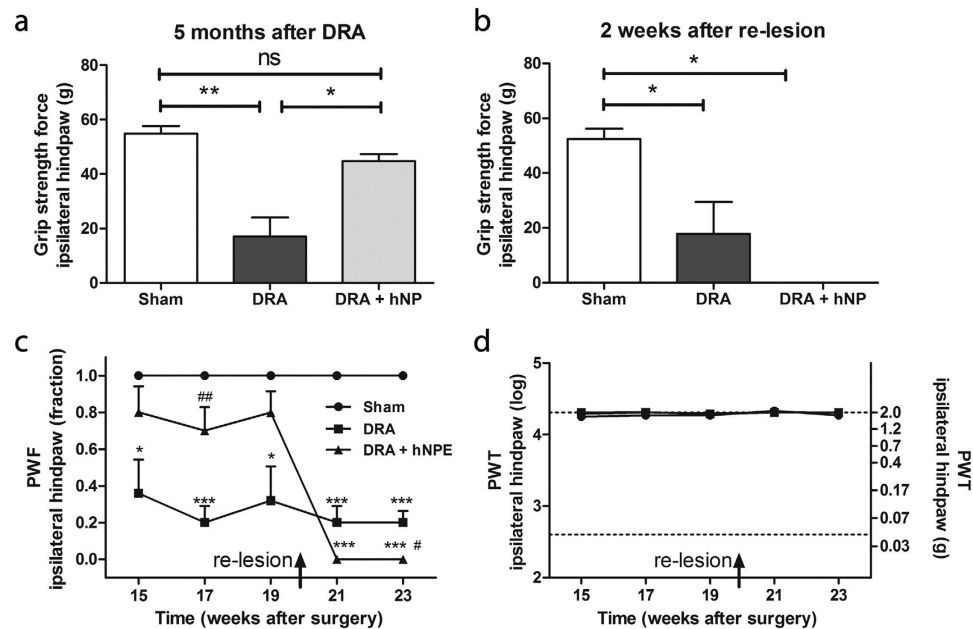 a
5 months after DRA
ns
**
*
80
60
40
20
0
Grip strength force
ipsilateral hindpaw (g)
Sham
DRA
DRA + hNP
b
2 weeks after re-lesion
*
*
80
60
40
20
0
Grip strength force
ipsilateral hindpaw (g)
Sham
DRA
DRA + hNP
c
PWF
ipsilateral hindpaw (fraction)
1.0
0.8
0.6
0.4
0.2
0.0
##
*
***
*
***
***
***
*** #
Sham
DRA
DRA + hNPE
re-lesion
15 17 19 21 23
Time (weeks after surgery)
d
PWT
ipsilateral hindpaw (log)
5
4
3
2
2.0
1.2
0.7
0.4
0.17
0.07
0.03
PWT
ipsilateral hindpaw (g)
re-lesion
15 17 19 21 23
Time (weeks after surgery)